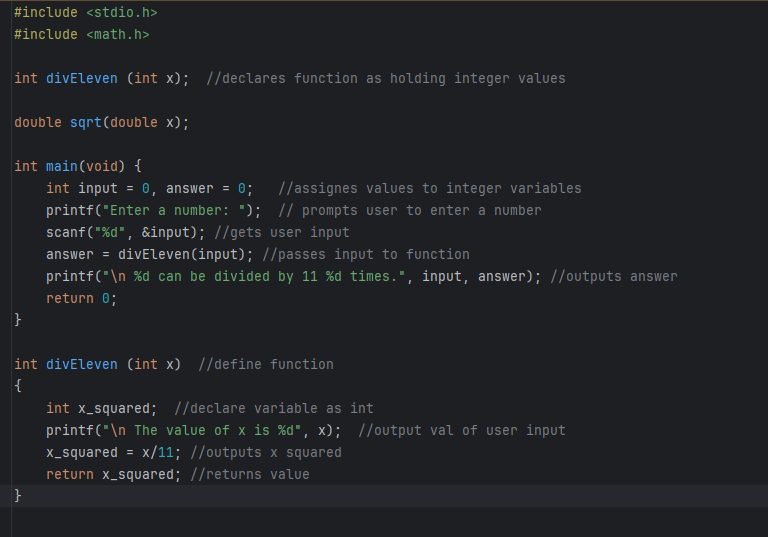 #include <stdio.h>
#include <math.h>
int divEleven (int x);  //declares function as holding integer values
double sqrt(double x);
int main(void) {
    int input = 0, answer = 0;   //assignes values to integer variables
    printf("Enter a number: ");  // prompts user to enter a number
    scanf("%d", &input); //gets user input
    answer = divEleven(input); //passes input to function
    printf("\n %d can be divided by 11 %d times.", input, answer); //outputs answer
    return 0;
}
int divEleven (int x)  //define function
{
    int x_squared;  //declare variable as int
    printf("\n The value of x is %d", x);  //output val of user input
    x_squared = x/11; //outputs x squared
    return x_squared; //returns value
}